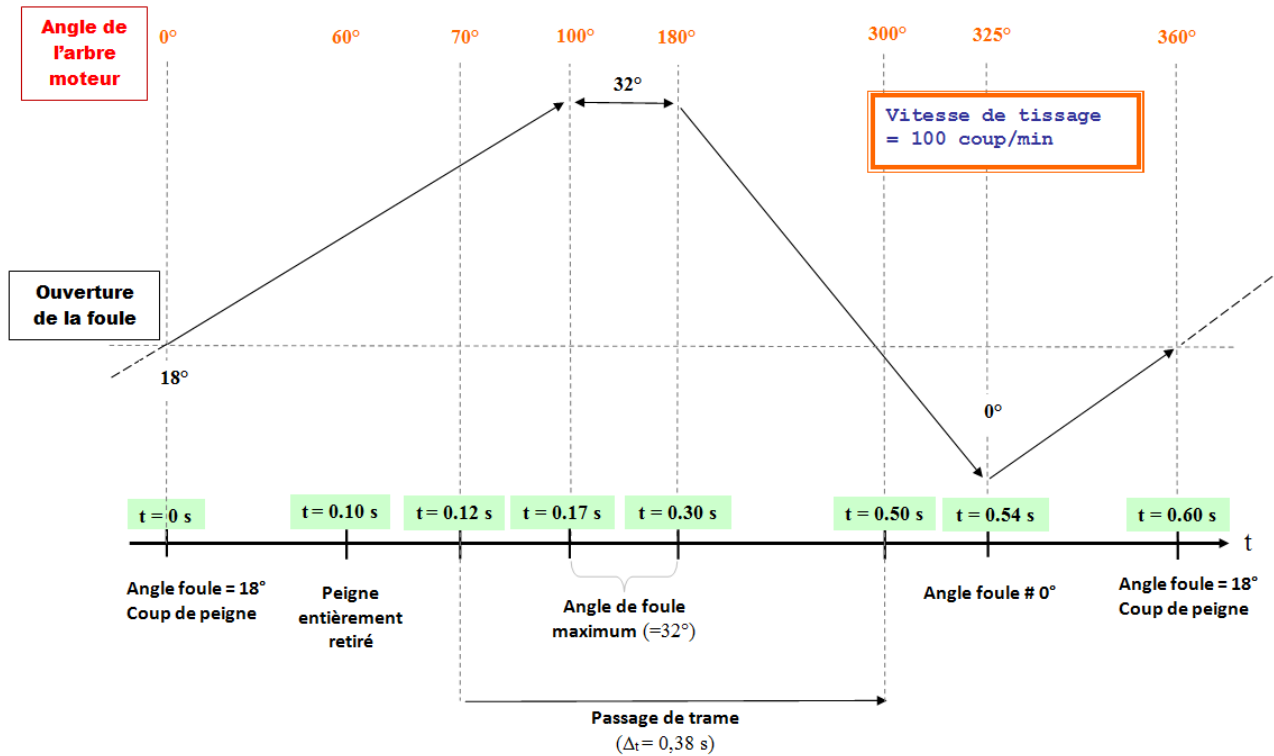 Angle de
l'arbre
moteur
0°
60°
70°
100°
180°
300°
325°
360°
32°
Vitesse de tissage
= 100 coup/min
Ouverture
de la foule
18°
0°
t = 0 s
t = 0.10 s
t = 0.12 s
t = 0.17 s
t = 0.30 s
t = 0.50 s
t = 0.54 s
t = 0.60 s
t
Angle foule = 18°
Coup de peigne
Peigne
entièrement
retiré
Angle de foule
maximum (=32°)
Angle foule # 0°
Angle foule = 18°
Coup de peigne
Passage de trame
(Δt = 0,38 s)